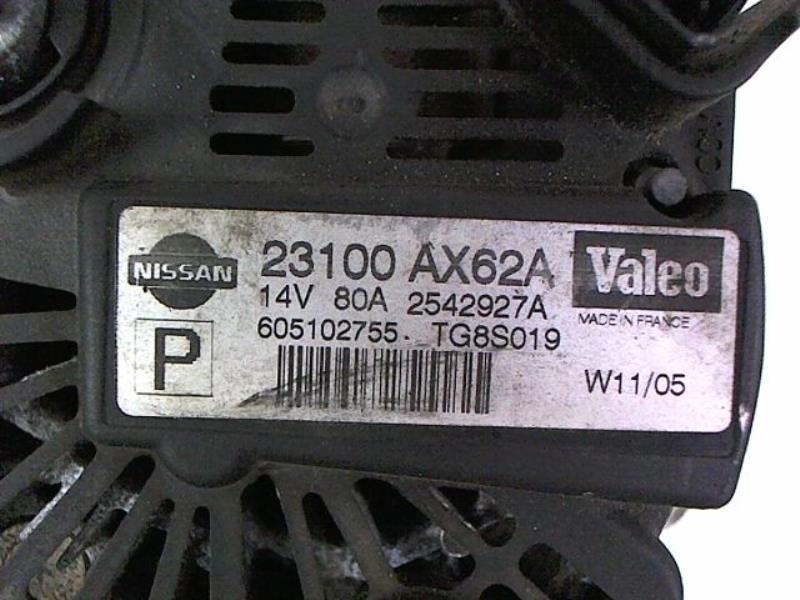 NISSAN 23100 AX62A Valeo
14V 80A 2542927A
MADE IN FRANCE
605102755 TG8S019
P
W11/05